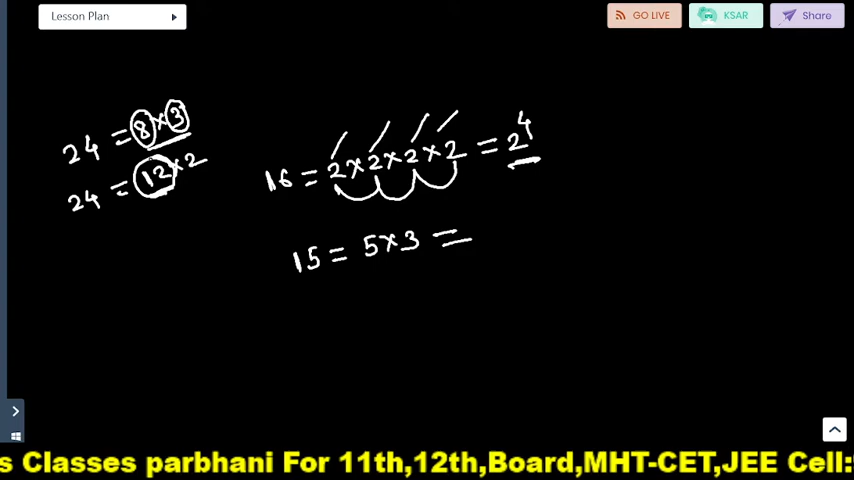 Lesson Plan
GO LIVE
KSAR
Share
24 = 8×3
24 = 12×2
16 = 2×2×2×2 = 2⁴
15 = 5×3 =
s Classes parbhani For 11th,12th,Board,MHT-CET,JEE Cell: